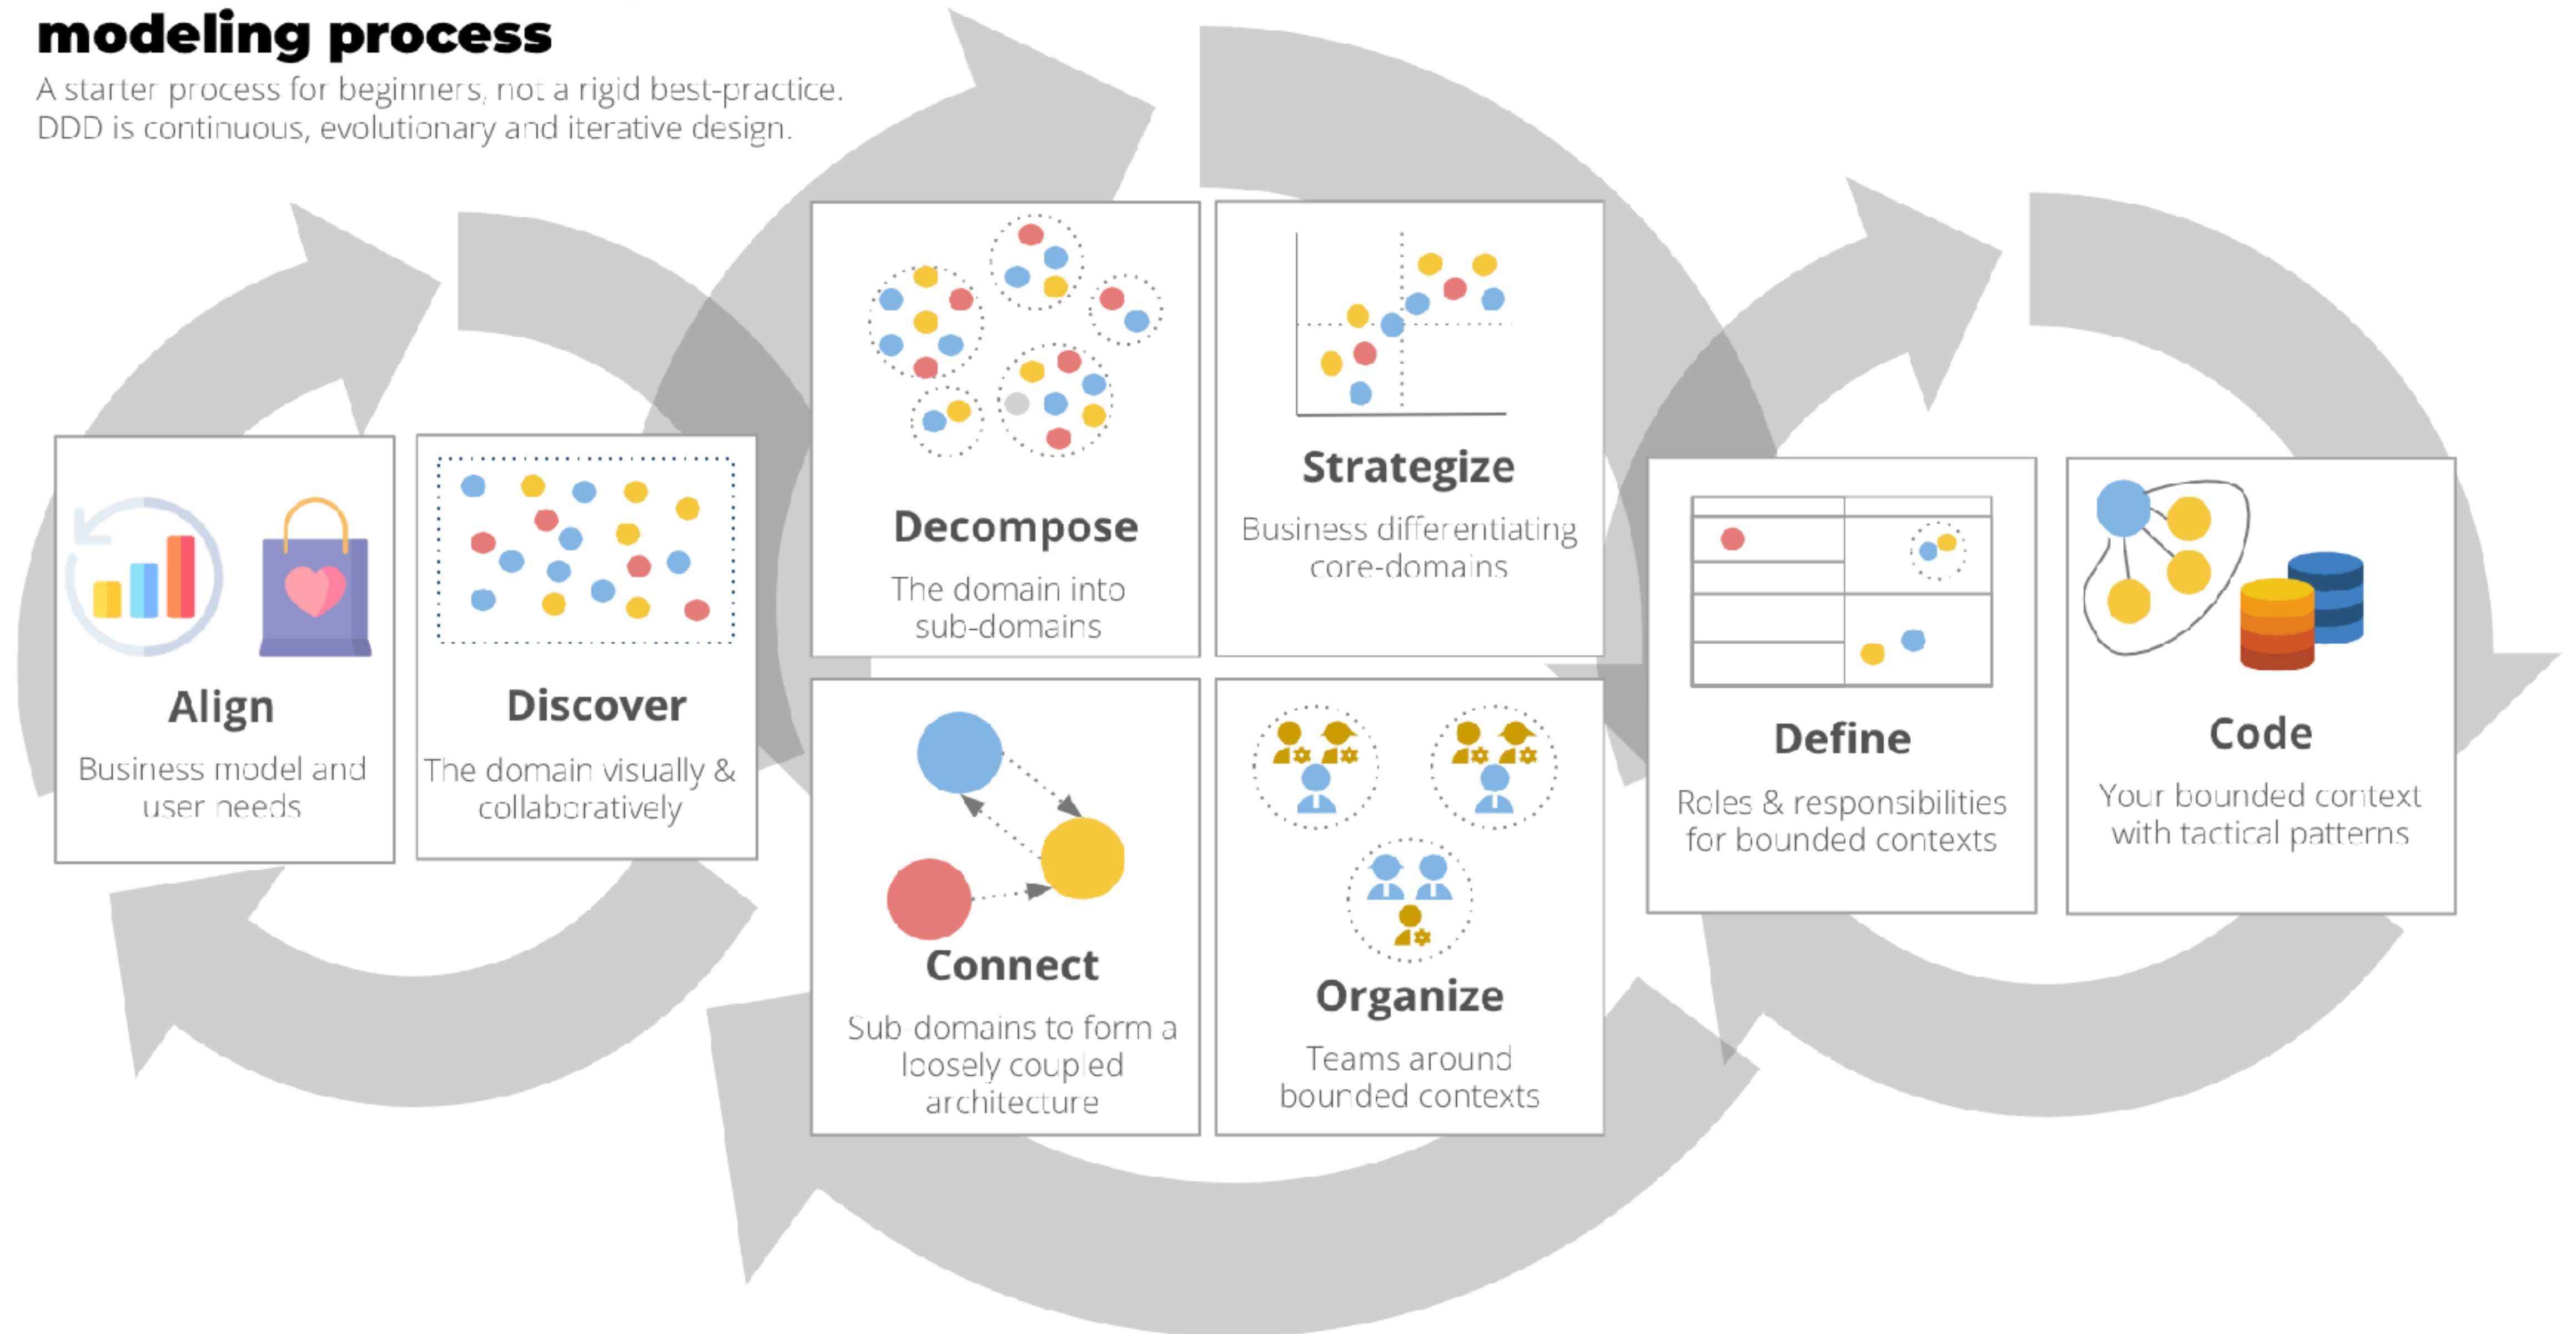 modeling process
A starter process for beginners, not a rigid best-practice.
DDD is continuous, evolutionary and iterative design.
Align
Business model and
user needs
Discover
The domain visually &
collaboratively
Decompose
The domain into
sub-domains
Strategize
Business differentiating
core-domains
Connect
Sub domains to form a
loosely coupled
architecture
Organize
Teams around
bounded contexts
Define
Roles & responsibilities
for bounded contexts
Code
Your bounded context
with tactical patterns